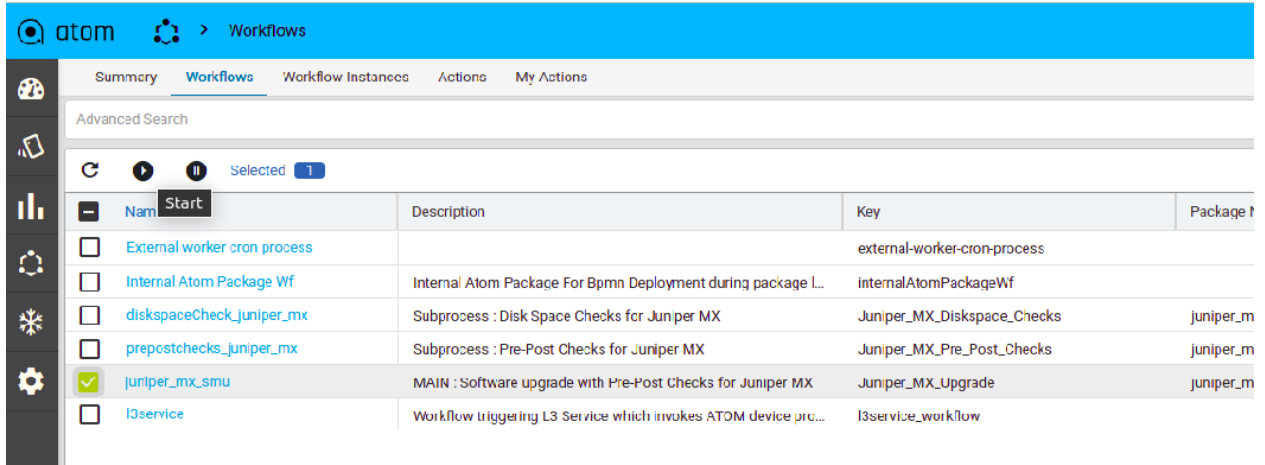 atom > Workflows
Summary Workflows Workflow Instances Actions My Actions
Advanced Search
Selected 1
Start
Nam Description Key Package N
External worker cron process external-worker-cron-process
Internal Atom Package Wf Internal Atom Package For Bpmn Deployment during package l... internalAtomPackageWf
diskspaceCheck_juniper_mx Subprocess : Disk Space Checks for Juniper MX Juniper_MX_Diskspace_Checks juniper_m
prepostchecks_juniper_mx Subprocess : Pre-Post Checks for Juniper MX Juniper_MX_Pre_Post_Checks juniper_m
juniper_mx_smu MAIN : Software upgrade with Pre-Post Checks for Juniper MX Juniper_MX_Upgrade juniper_m
l3service Workflow triggering L3 Service which invokes ATOM device pro... l3service_workflow